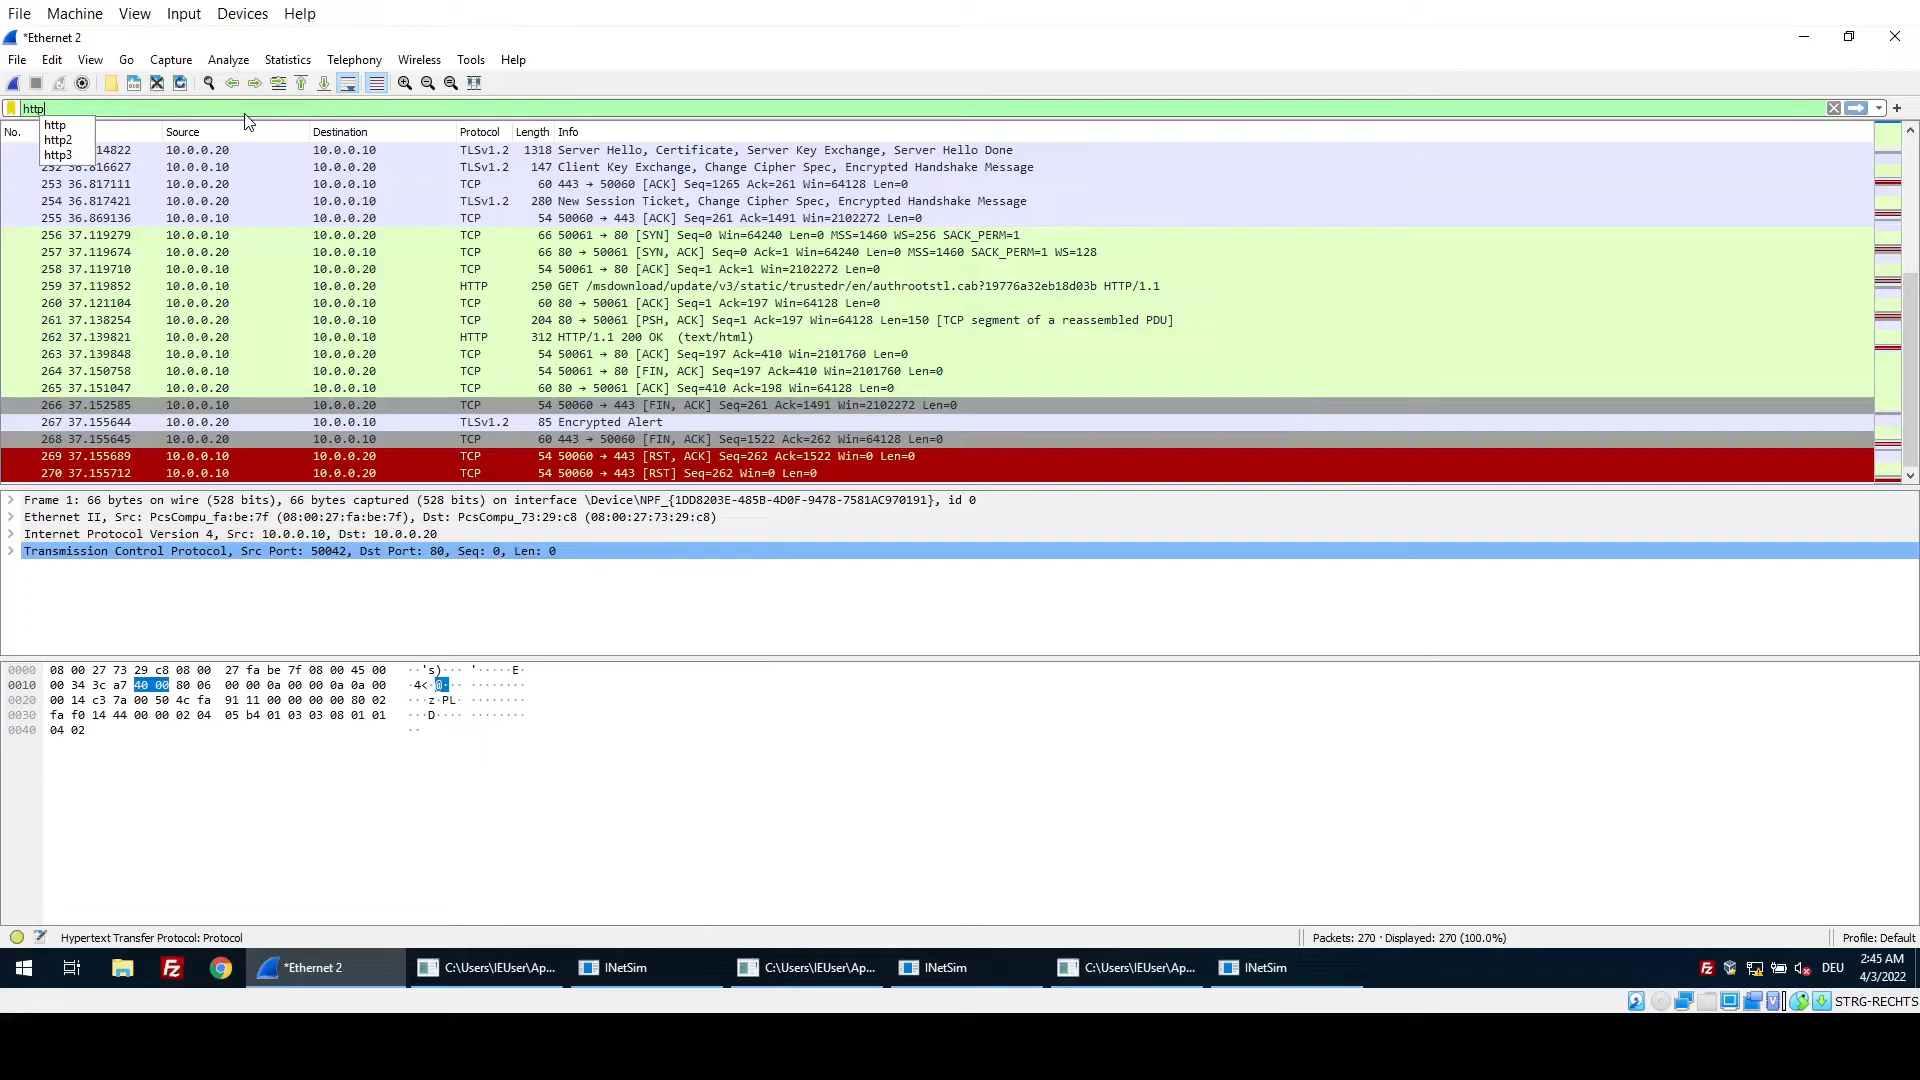 File Machine View Input Devices Help
*Ethernet 2
File Edit View Go Capture Analyze Statistics Telephony Wireless Tools Help
http
http
http2
http3
No. Source Destination Protocol Length Info
14822 10.0.0.20 10.0.0.10 TLSv1.2 1318 Server Hello, Certificate, Server Key Exchange, Server Hello Done
252 36.816627 10.0.0.10 10.0.0.20 TLSv1.2 147 Client Key Exchange, Change Cipher Spec, Encrypted Handshake Message
253 36.817111 10.0.0.20 10.0.0.10 TCP 60 443 → 50060 [ACK] Seq=1265 Ack=261 Win=64128 Len=0
254 36.817421 10.0.0.20 10.0.0.10 TLSv1.2 280 New Session Ticket, Change Cipher Spec, Encrypted Handshake Message
255 36.869136 10.0.0.10 10.0.0.20 TCP 54 50060 → 443 [ACK] Seq=261 Ack=1491 Win=2102272 Len=0
256 37.119279 10.0.0.10 10.0.0.20 TCP 66 50061 → 80 [SYN] Seq=0 Win=64240 Len=0 MSS=1460 WS=256 SACK_PERM=1
257 37.119674 10.0.0.20 10.0.0.10 TCP 66 80 → 50061 [SYN, ACK] Seq=0 Ack=1 Win=64240 Len=0 MSS=1460 SACK_PERM=1 WS=128
258 37.119710 10.0.0.10 10.0.0.20 TCP 54 50061 → 80 [ACK] Seq=1 Ack=1 Win=2102272 Len=0
259 37.119852 10.0.0.10 10.0.0.20 HTTP 250 GET /msdownload/update/v3/static/trustedr/en/authrootstl.cab?19776a32eb18d03b HTTP/1.1
260 37.121104 10.0.0.20 10.0.0.10 TCP 60 80 → 50061 [ACK] Seq=1 Ack=197 Win=64128 Len=0
261 37.138254 10.0.0.20 10.0.0.10 TCP 204 80 → 50061 [PSH, ACK] Seq=1 Ack=197 Win=64128 Len=150 [TCP segment of a reassembled PDU]
262 37.139821 10.0.0.20 10.0.0.10 HTTP 312 HTTP/1.1 200 OK (text/html)
263 37.139848 10.0.0.10 10.0.0.20 TCP 54 50061 → 80 [ACK] Seq=197 Ack=410 Win=2101760 Len=0
264 37.150758 10.0.0.10 10.0.0.20 TCP 54 50061 → 80 [FIN, ACK] Seq=197 Ack=410 Win=2101760 Len=0
265 37.151047 10.0.0.20 10.0.0.10 TCP 60 80 → 50061 [ACK] Seq=410 Ack=198 Win=64128 Len=0
266 37.152585 10.0.0.10 10.0.0.20 TCP 54 50060 → 443 [FIN, ACK] Seq=261 Ack=1491 Win=2102272 Len=0
267 37.155644 10.0.0.20 10.0.0.10 TLSv1.2 85 Encrypted Alert
268 37.155645 10.0.0.20 10.0.0.10 TCP 60 443 → 50060 [FIN, ACK] Seq=1522 Ack=262 Win=64128 Len=0
269 37.155689 10.0.0.10 10.0.0.20 TCP 54 50060 → 443 [RST, ACK] Seq=262 Ack=1522 Win=0 Len=0
270 37.155712 10.0.0.10 10.0.0.20 TCP 54 50060 → 443 [RST] Seq=262 Win=0 Len=0
Frame 1: 66 bytes on wire (528 bits), 66 bytes captured (528 bits) on interface \Device\NPF_{1DD8203E-485B-4D0F-9478-7581AC970191}, id 0
Ethernet II, Src: PcsCompu_fa:be:7f (08:00:27:fa:be:7f), Dst: PcsCompu_73:29:c8 (08:00:27:73:29:c8)
Internet Protocol Version 4, Src: 10.0.0.10, Dst: 10.0.0.20
Transmission Control Protocol, Src Port: 50042, Dst Port: 80, Seq: 0, Len: 0
0000 08 00 27 73 29 c8 08 00 27 fa be 7f 08 00 45 00 ··'s)··· '·····E·
0010 00 34 3c a7 40 00 80 06 00 00 0a 00 00 0a 0a 00 ·4<·@··· ········
0020 00 14 c3 7a 00 50 4c fa 91 11 00 00 00 00 80 02 ···z·PL· ········
0030 fa f0 14 44 00 00 02 04 05 b4 01 03 03 08 01 01 ···D···· ········
0040 04 02 ··
Hypertext Transfer Protocol: Protocol Packets: 270 · Displayed: 270 (100.0%) Profile: Default
*Ethernet 2 C:\Users\IEUser\Ap... INetSim C:\Users\IEUser\Ap... INetSim C:\Users\IEUser\Ap... INetSim DEU 2:45 AM
4/3/2022
STRG-RECHTS